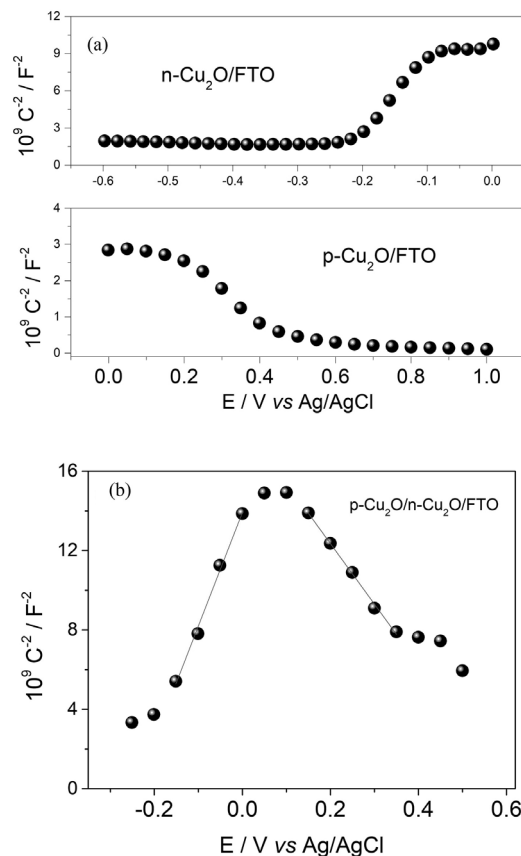 12
(a)
n-Cu₂O/FTO
9
6
3
0
10⁹ C⁻² / F⁻²
-0.6 -0.5 -0.4 -0.3 -0.2 -0.1 0.0
4
3
p-Cu₂O/FTO
2
1
0
10⁹ C⁻² / F⁻²
0.0 0.2 0.4 0.6 0.8 1.0
E / V vs Ag/AgCl
16
(b)
p-Cu₂O/n-Cu₂O/FTO
12
8
4
0
10⁹ C⁻² / F⁻²
-0.2 0.0 0.2 0.4 0.6
E / V vs Ag/AgCl